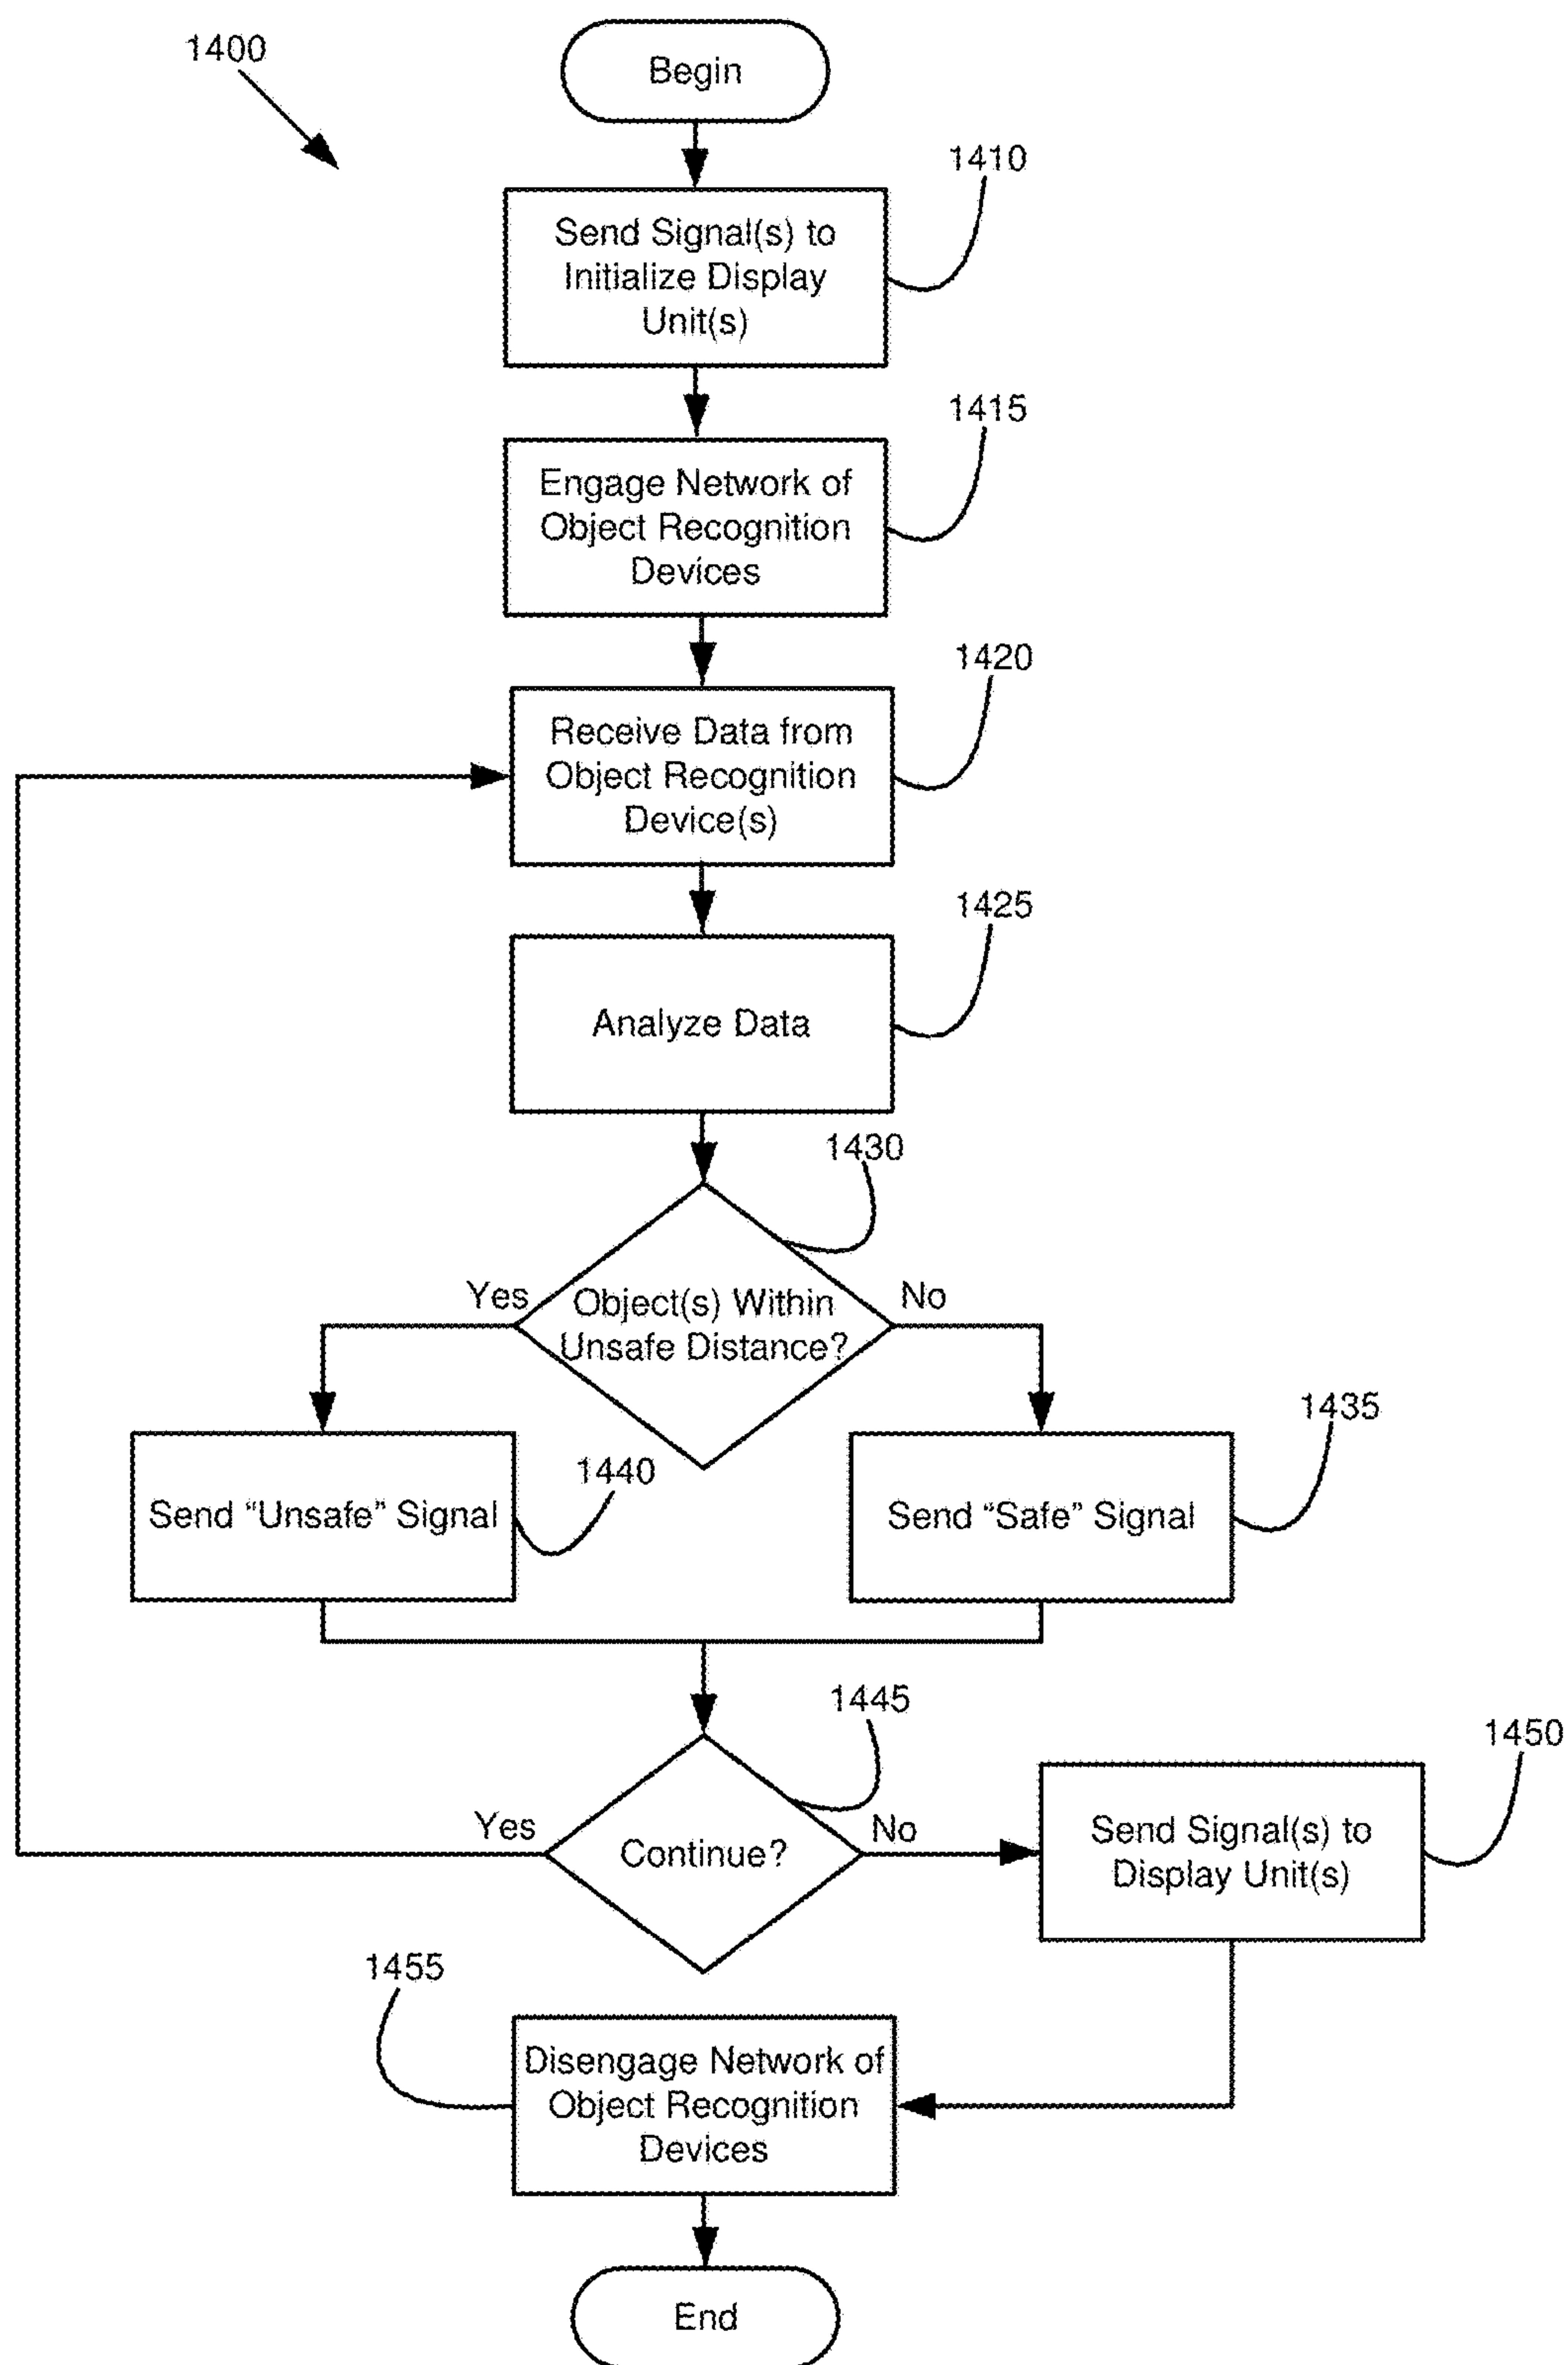 1400
Begin
1410
Send Signal(s) to
Initialize Display
Unit(s)
1415
Engage Network of
Object Recognition
Devices
1420
Receive Data from
Object Recognition
Device(s)
1425
Analyze Data
1430
Yes
Object(s) Within
Unsafe Distance?
No
1435
1440
Send “Unsafe” Signal
Send “Safe” Signal
1445
1450
Yes
Continue?
No
Send Signal(s) to
Display Unit(s)
1455
Disengage Network of
Object Recognition
Devices
End